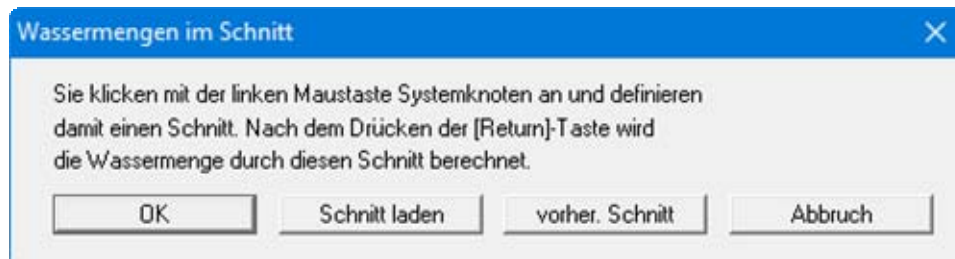 Wassermengen im Schnitt
Sie klicken mit der linken Maustaste Systemknoten an und definieren
damit einen Schnitt. Nach dem Drücken der [Return]-Taste wird
die Wassermenge durch diesen Schnitt berechnet.
OK Schnitt laden vorher. Schnitt Abbruch